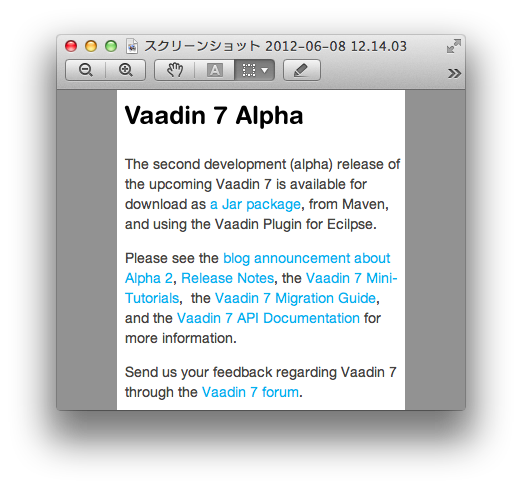 スクリーンショット 2012-06-08 12.14.03
A
Vaadin 7 Alpha
The second development (alpha) release of
the upcoming Vaadin 7 is available for
download as a Jar package, from Maven,
and using the Vaadin Plugin for Ecilpse.
Please see the blog announcement about
Alpha 2, Release Notes, the Vaadin 7 Mini-
Tutorials,  the Vaadin 7 Migration Guide,
and the Vaadin 7 API Documentation for
more information.
Send us your feedback regarding Vaadin 7
through the Vaadin 7 forum.